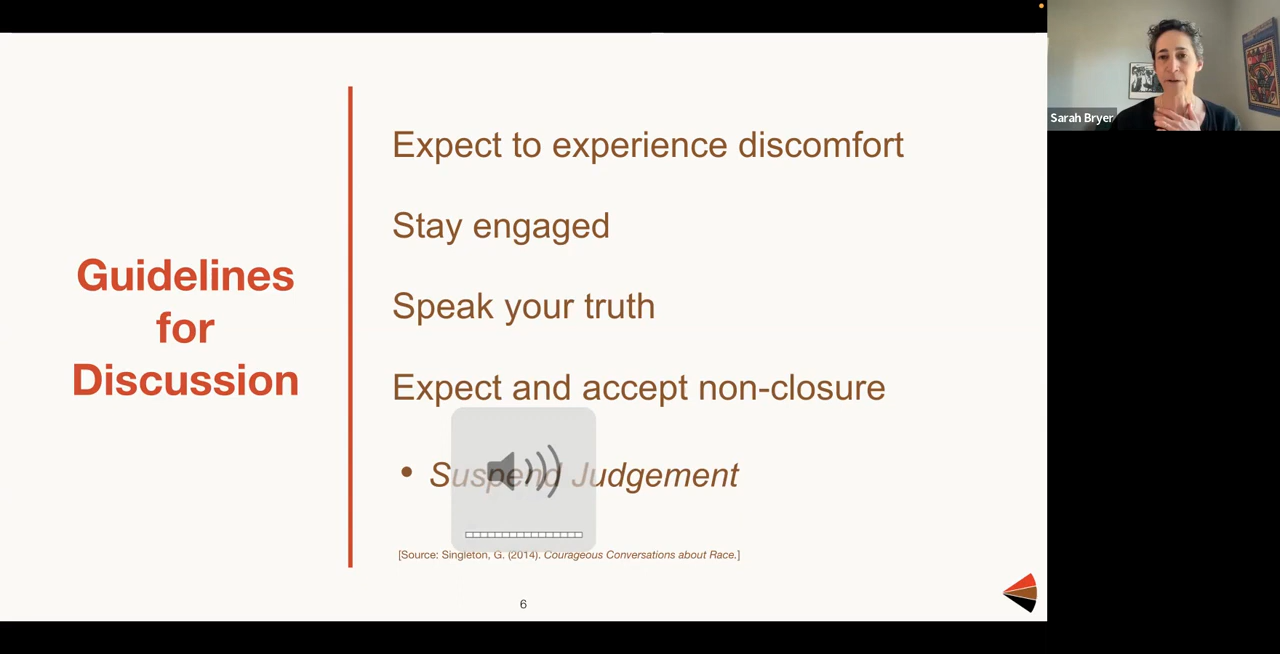 Guidelines
for
Discussion
Expect to experience discomfort
Stay engaged
Speak your truth
Expect and accept non-closure
• Suspend Judgement
[Source: Singleton, G. (2014). Courageous Conversations about Race.]
6
Sarah Bryer